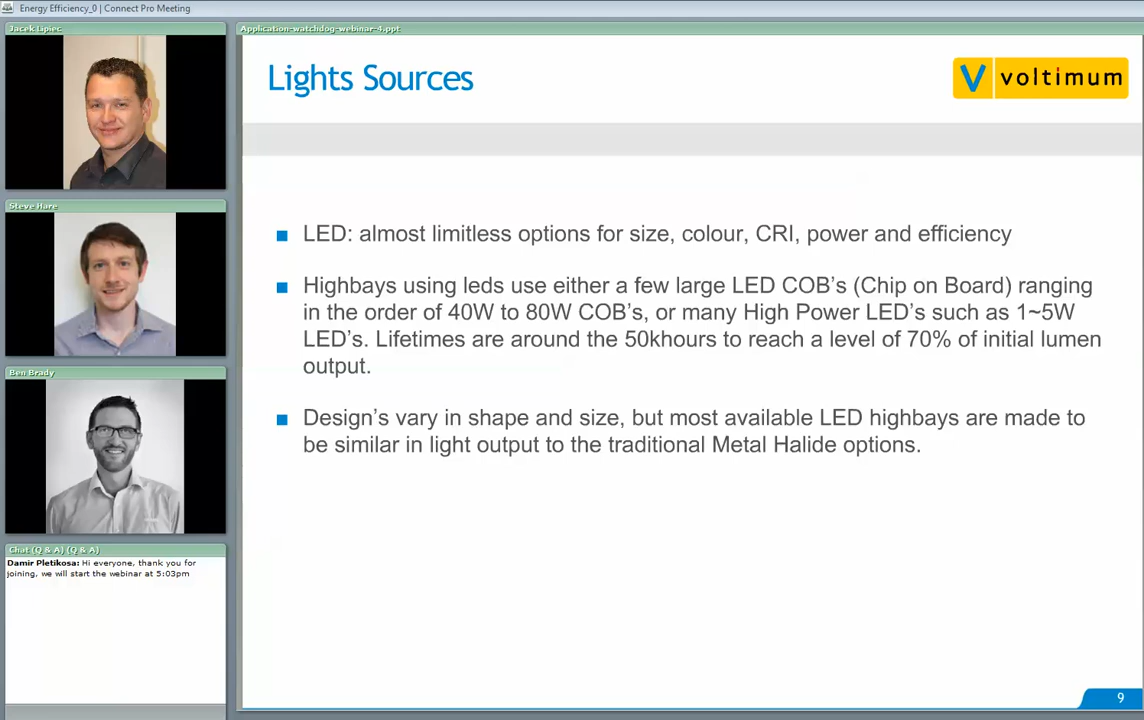 Energy Efficiency_0 | Connect Pro Meeting
Jacek Lipiec
Steve Hare
Ben Brady
Chat (Q & A) (Q & A)
Damir Pletikosa: Hi everyone, thank you for
joining, we will start the webinar at 5:03pm
Application-watchdog-webinar-4.ppt
Lights Sources
voltimum
LED: almost limitless options for size, colour, CRI, power and efficiency
Highbays using leds use either a few large LED COB's (Chip on Board) ranging
in the order of 40W to 80W COB's, or many High Power LED's such as 1~5W
LED's. Lifetimes are around the 50khours to reach a level of 70% of initial lumen
output.
Design's vary in shape and size, but most available LED highbays are made to
be similar in light output to the traditional Metal Halide options.
9